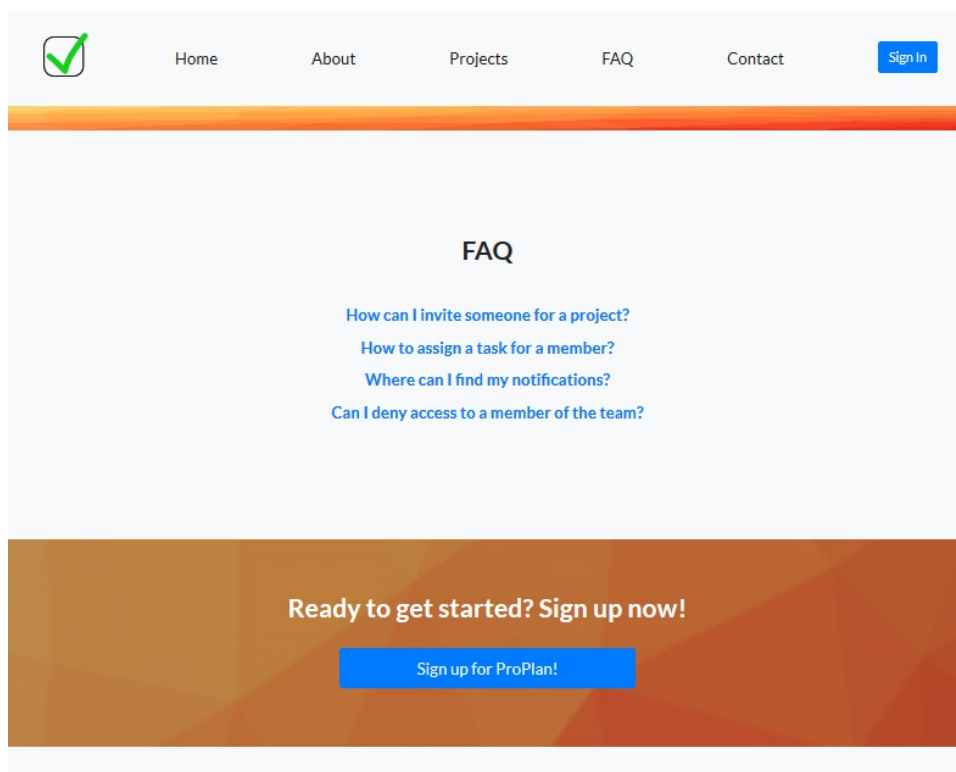 Home About Projects FAQ Contact Sign In
FAQ
How can I invite someone for a project?
How to assign a task for a member?
Where can I find my notifications?
Can I deny access to a member of the team?
Ready to get started? Sign up now!
Sign up for ProPlan!